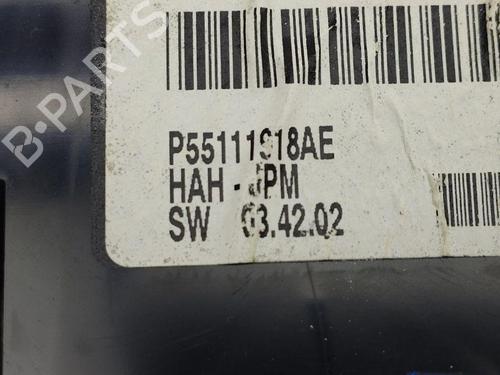 B-PARTS
P55111918AE
HAH - JPM
SW 03.42.02